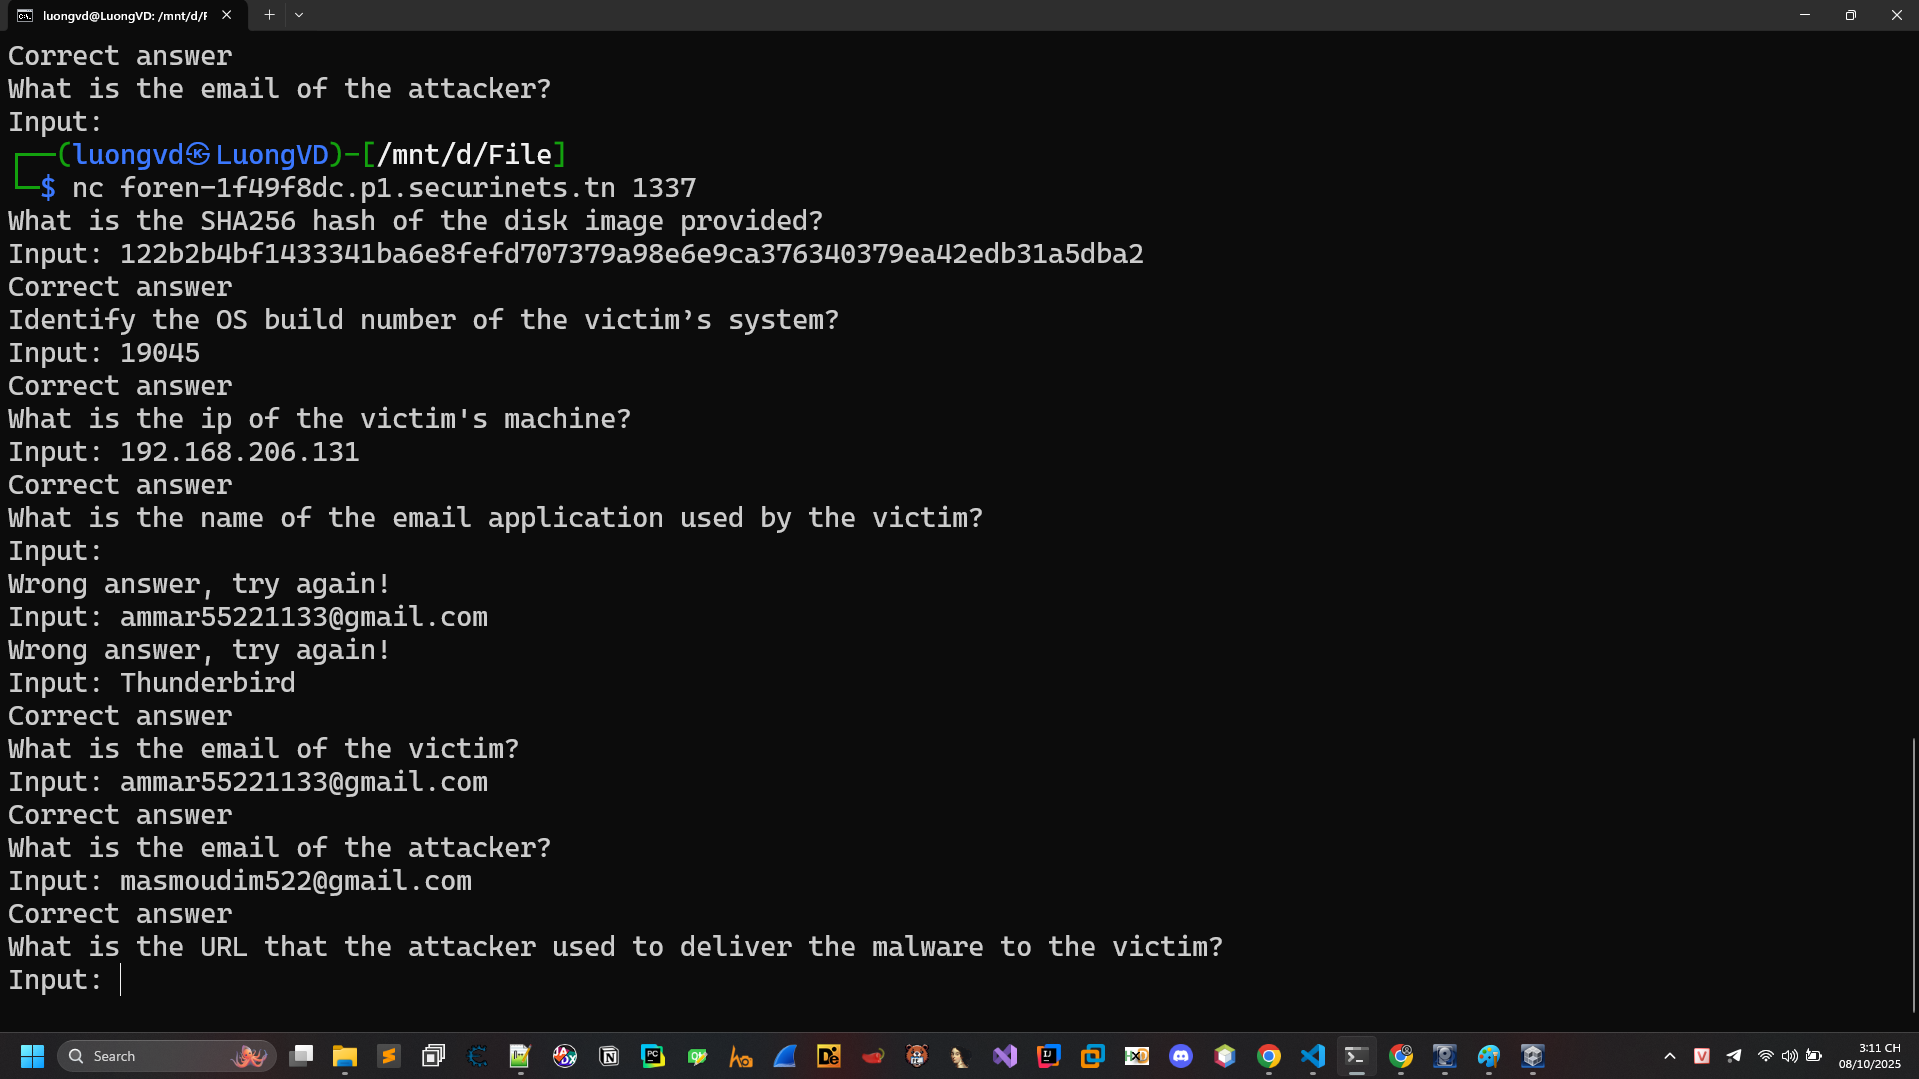 luongvd@LuongVD: /mnt/d/F
Correct answer
What is the email of the attacker?
Input:
(luongvd㉿LuongVD)-[/mnt/d/File]
$ nc foren-1f49f8dc.p1.securinets.tn 1337
What is the SHA256 hash of the disk image provided?
Input: 122b2b4bf1433341ba6e8fefd707379a98e6e9ca376340379ea42edb31a5dba2
Correct answer
Identify the OS build number of the victim’s system?
Input: 19045
Correct answer
What is the ip of the victim's machine?
Input: 192.168.206.131
Correct answer
What is the name of the email application used by the victim?
Input:
Wrong answer, try again!
Input: ammar55221133@gmail.com
Wrong answer, try again!
Input: Thunderbird
Correct answer
What is the email of the victim?
Input: ammar55221133@gmail.com
Correct answer
What is the email of the attacker?
Input: masmoudim522@gmail.com
Correct answer
What is the URL that the attacker used to deliver the malware to the victim?
Input:
Search
3:11 CH
08/10/2025